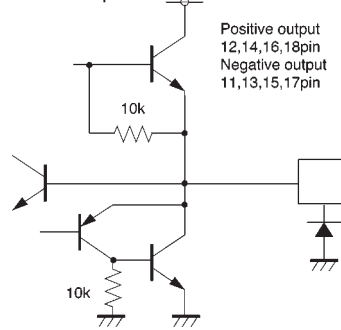 Positive output
12,14,16,18pin
Negative output
11,13,15,17pin
10k
10k